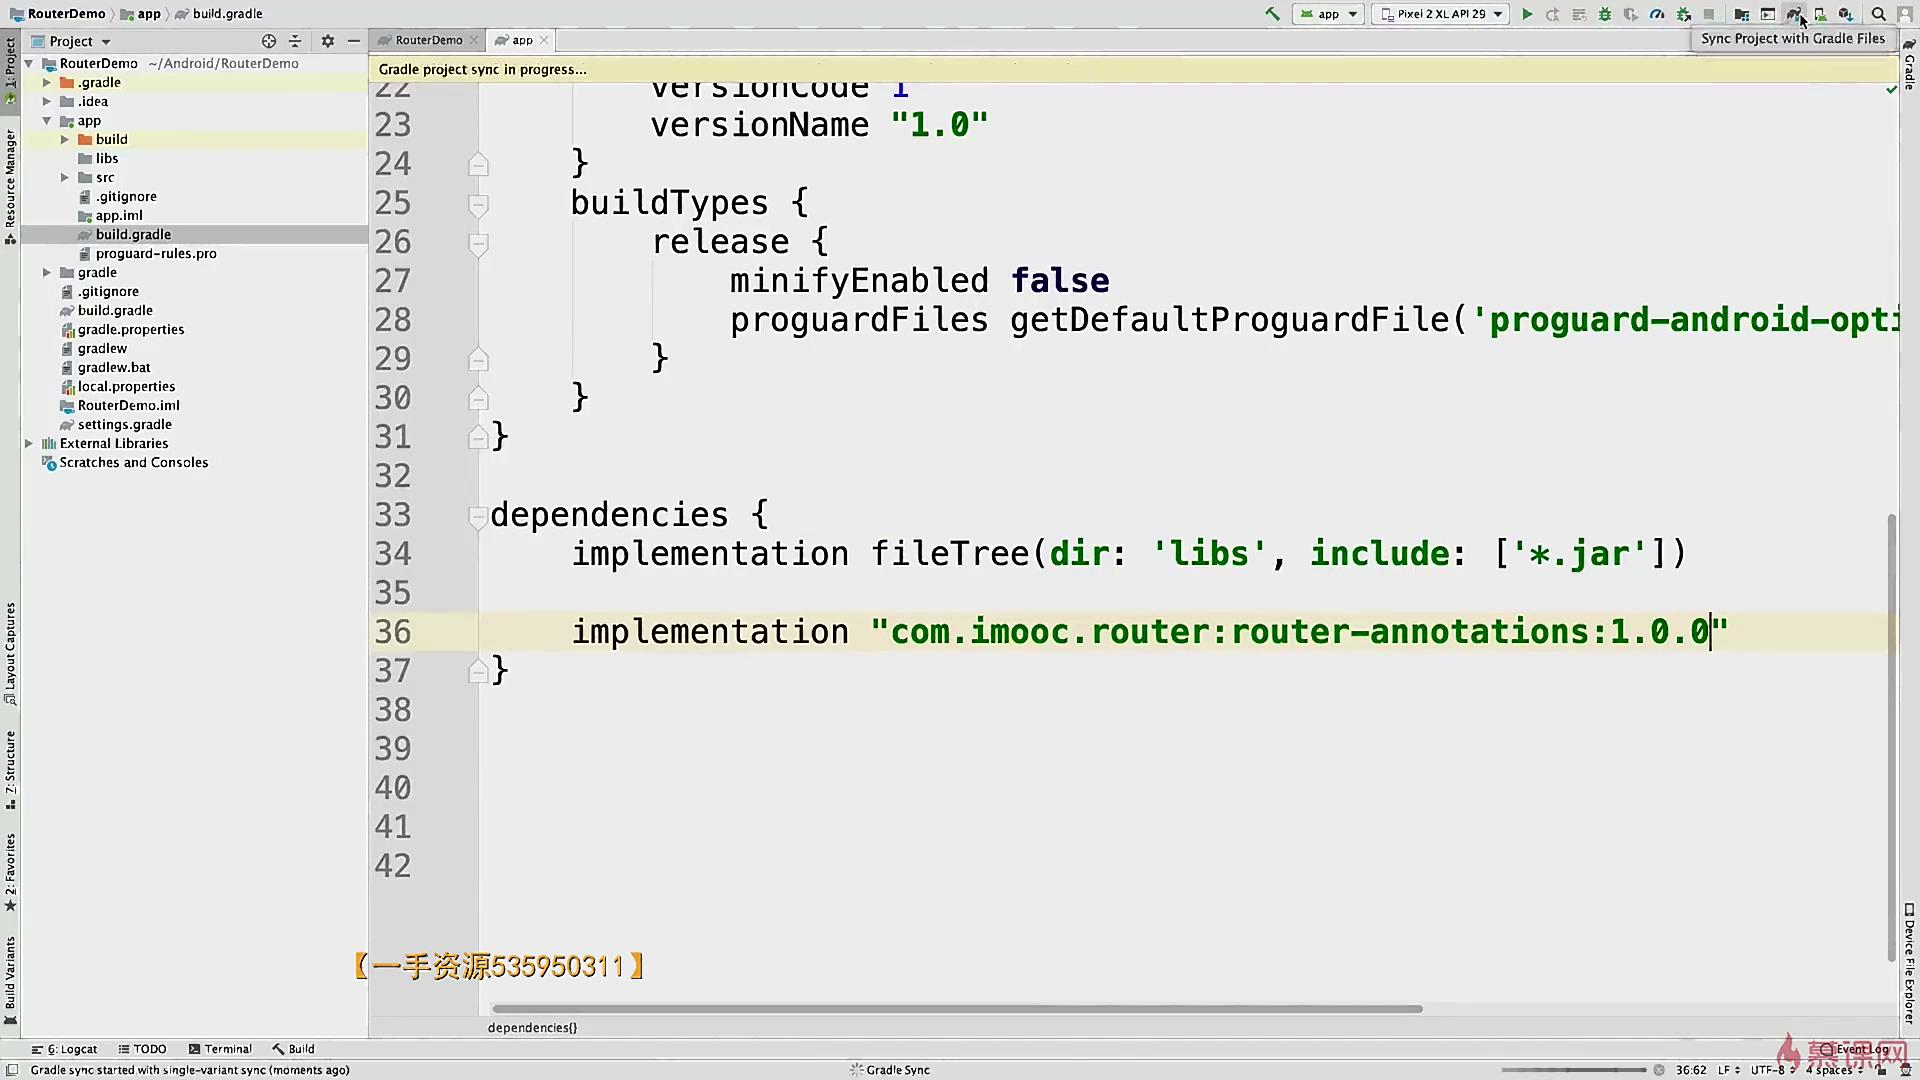 RouterDemo app build.gradle
app Pixel 2 XL API 29
Sync Project with Gradle Files
Project
RouterDemo app
1: Project
Resource Manager
Layout Captures
7: Structure
2: Favorites
Build Variants
Gradle
Device File Explorer
RouterDemo ~/Android/RouterDemo
.gradle
.idea
app
build
libs
src
.gitignore
app.iml
build.gradle
proguard-rules.pro
gradle
.gitignore
build.gradle
gradle.properties
gradlew
gradlew.bat
local.properties
RouterDemo.iml
settings.gradle
External Libraries
Scratches and Consoles
Gradle project sync in progress...
22 versionCode 1
23 versionName "1.0"
24 }
25 buildTypes {
26 release {
27 minifyEnabled false
28 proguardFiles getDefaultProguardFile('proguard-android-opti
29 }
30 }
31 }
32
33 dependencies {
34 implementation fileTree(dir: 'libs', include: ['*.jar'])
35
36 implementation "com.imooc.router:router-annotations:1.0.0"
37 }
38
39
40
41
42
【一手资源535950311】
dependencies{}
6: Logcat TODO Terminal Build Event Log
慕课网
Gradle sync started with single-variant sync (moments ago) Gradle Sync 36:62 LF UTF-8 4 spaces